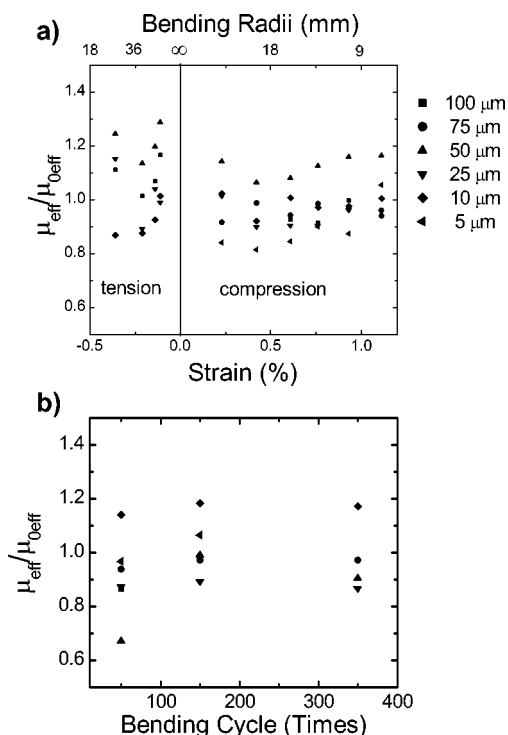 a) Bending Radii (mm)
18 36 ∞ 18 9
1.4
1.2
1.0
0.8
0.6
μeff/μ0eff
tension compression
-0.5 0.0 0.5 1.0
Strain (%)
100 μm
75 μm
50 μm
25 μm
10 μm
5 μm
b)
1.4
1.2
1.0
0.8
0.6
μeff/μ0eff
100 200 300 400
Bending Cycle (Times)